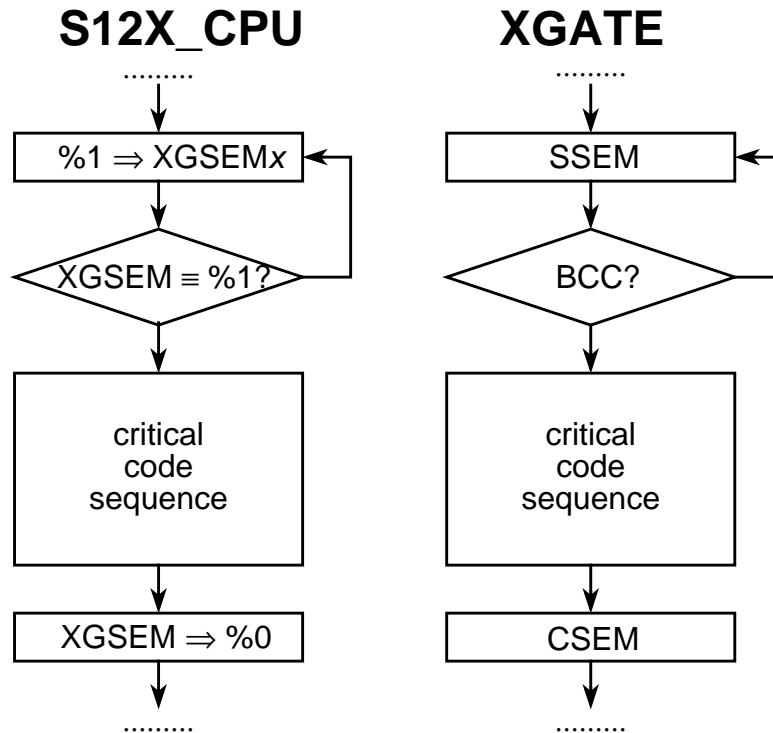 S12X_CPU
.........
%1 ⇒ XGSEMx
XGSEM ≡ %1?
critical
code
sequence
XGSEM ⇒ %0
.........
XGATE
.........
SSEM
BCC?
critical
code
sequence
CSEM
.........